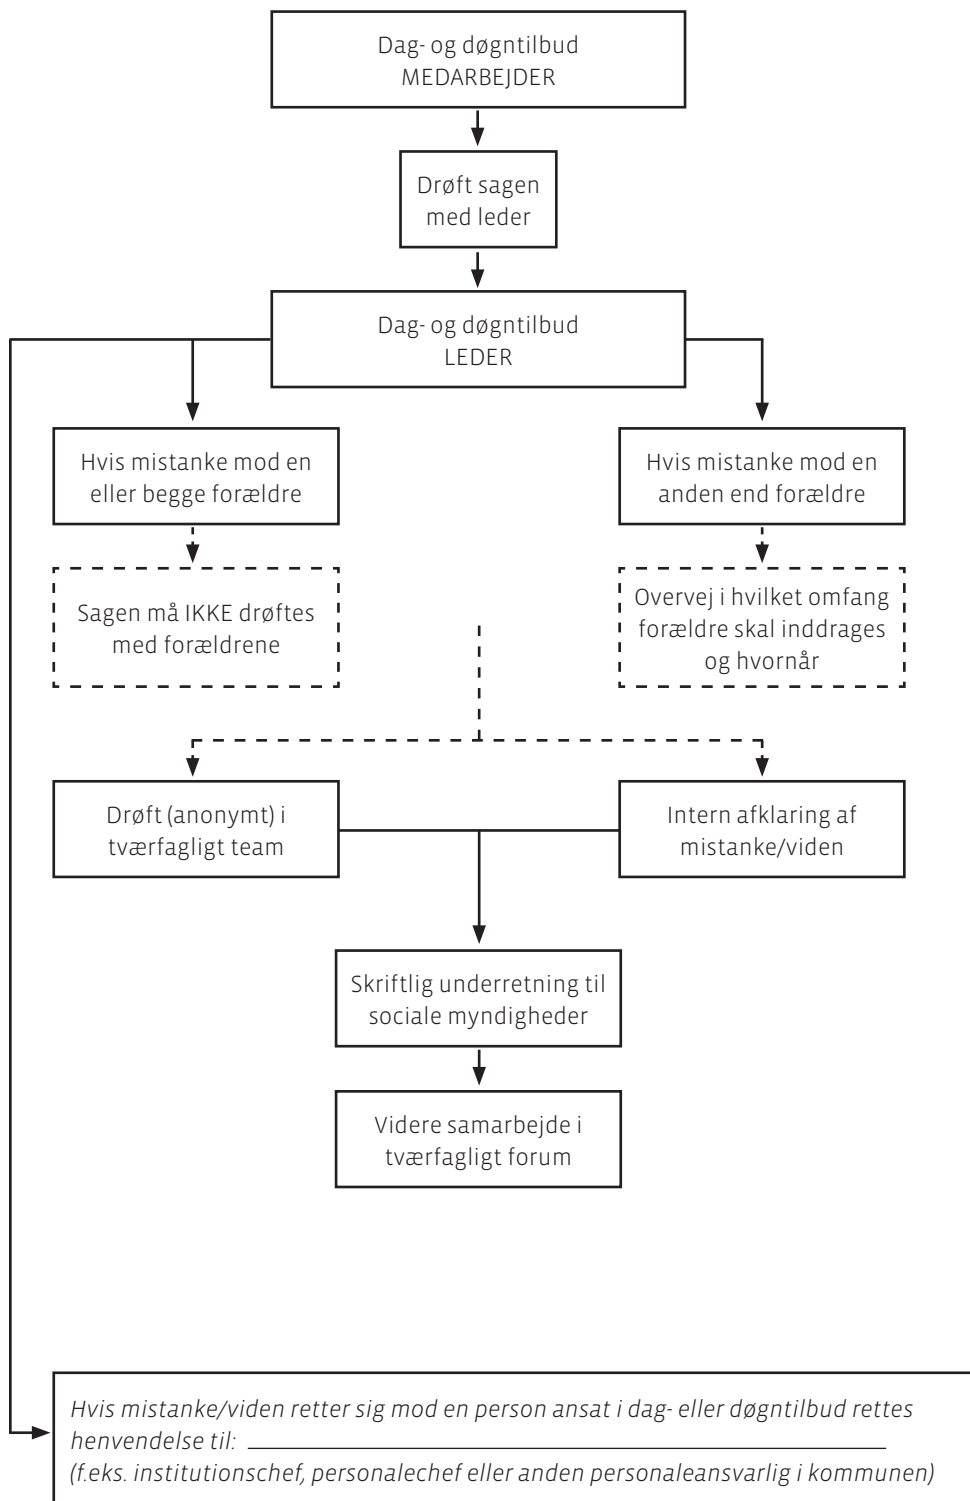 Dag- og døgntilbud
MEDARBEJDER
Drøft sagen
med leder
Dag- og døgntilbud
LEDER
Hvis mistanke mod en
eller begge forældre
Hvis mistanke mod en
anden end forældre
Sagen må IKKE drøftes
med forældrene
Overvej i hvilket omfang
forældre skal inddrages
og hvornår
Drøft (anonymt) i
tværfagligt team
Intern afklaring af
mistanke/viden
Skriftlig underretning til
sociale myndigheder
Videre samarbejde i
tværfagligt forum
Hvis mistanke/viden retter sig mod en person ansat i dag- eller døgntilbud rettes
henvendelse til:
(f.eks. institutionschef, personalechef eller anden personaleansvarlig i kommunen)